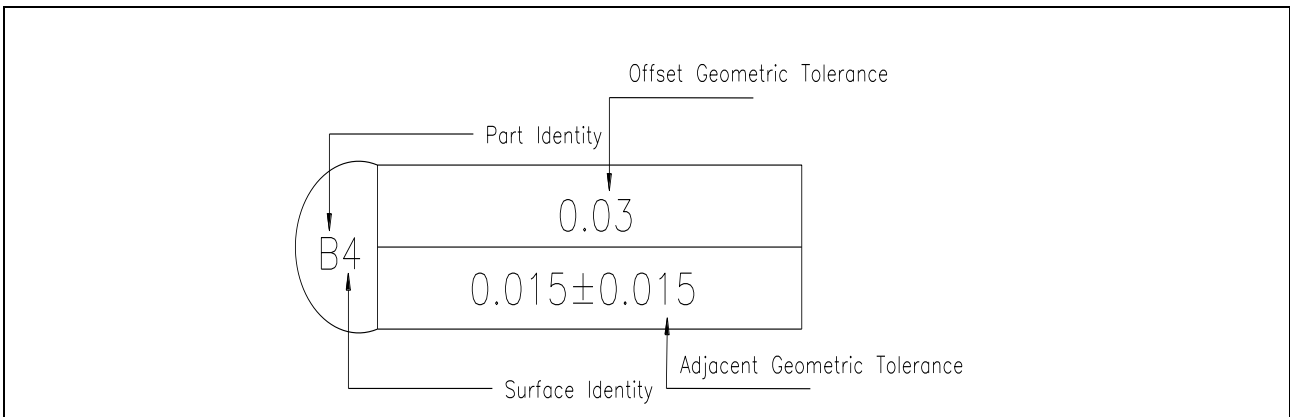 Offset Geometric Tolerance
Part Identity
0.03
B4
0.015±0.015
Adjacent Geometric Tolerance
Surface Identity